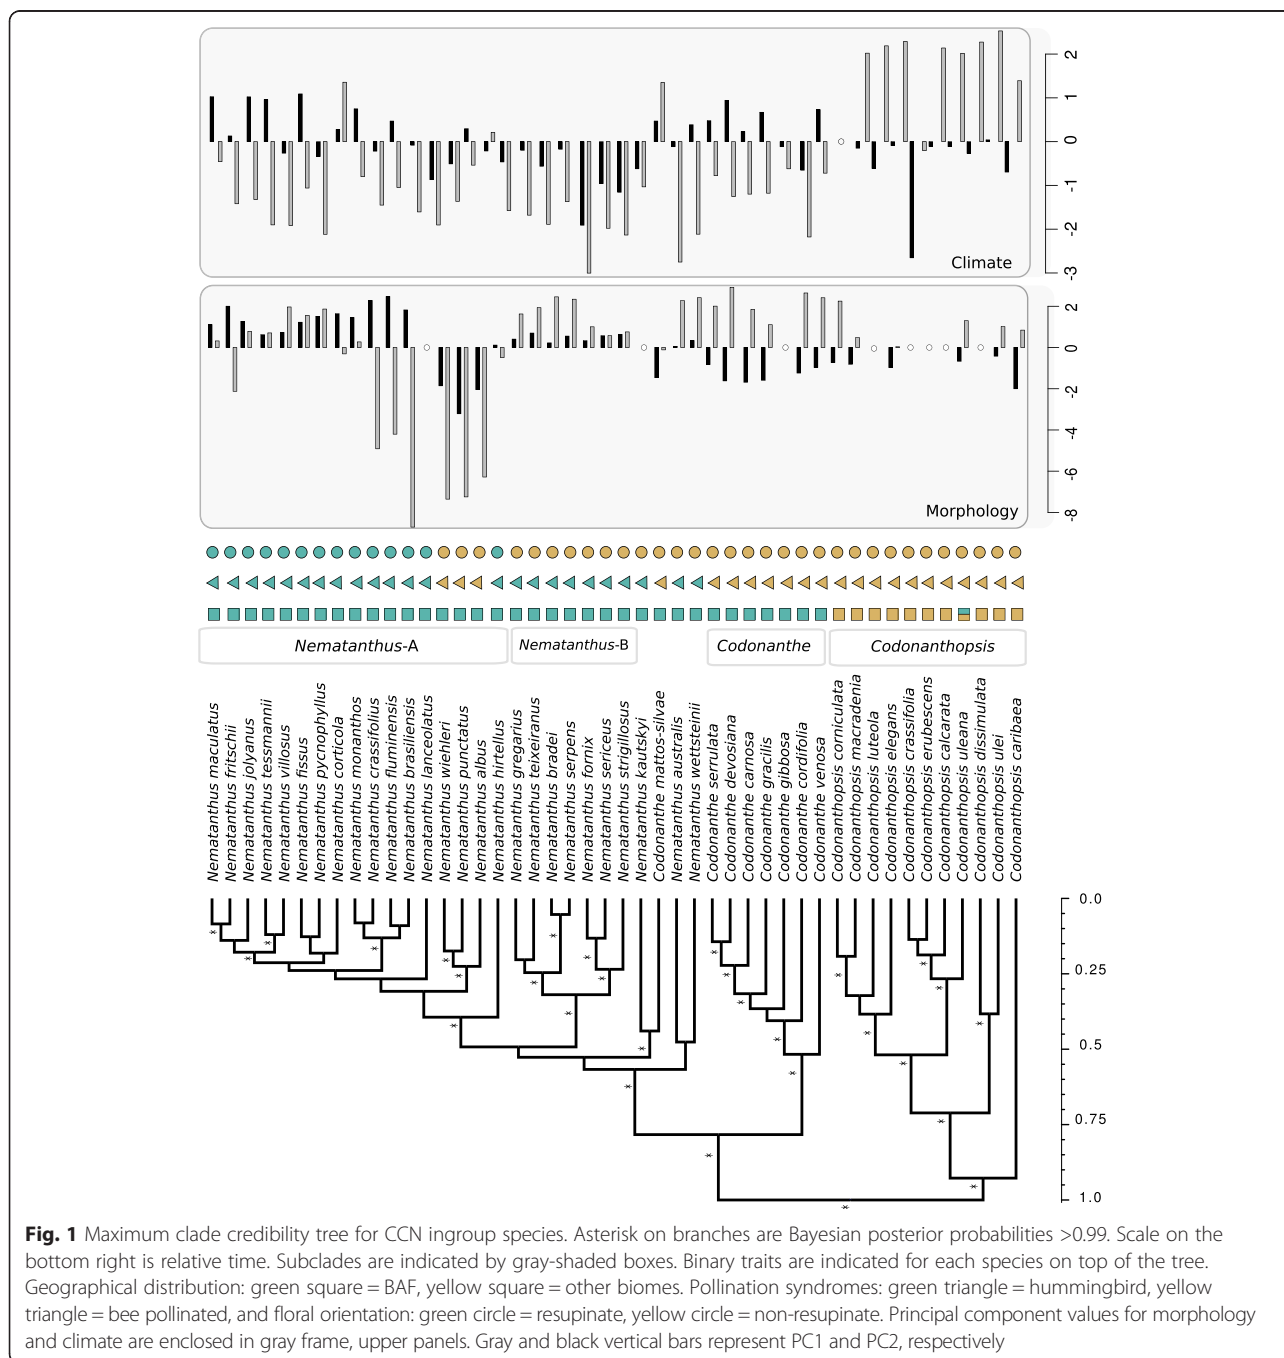 2
1
0
-1
-2
-3
Climate
2
0
-2
-4
-6
-8
Morphology
Nematanthus-A
Nematanthus-B
Codonanthe
Codonanthopsis
Nematanthus maculatus
Nematanthus fritschii
Nematanthus jolyanus
Nematanthus tessmannii
Nematanthus villosus
Nematanthus fissus
Nematanthus pycnophyllus
Nematanthus corticola
Nematanthus monanthos
Nematanthus crassifolius
Nematanthus fluminensis
Nematanthus brasiliensis
Nematanthus lanceolatus
Nematanthus wiehleri
Nematanthus punctatus
Nematanthus albus
Nematanthus hirtellus
Nematanthus gregarius
Nematanthus teixeiranus
Nematanthus bradei
Nematanthus serpens
Nematanthus fornix
Nematanthus sericeus
Nematanthus strigillosus
Nematanthus kautskyi
Codonanthe mattos-silvae
Nematanthus australis
Nematanthus wettsteinii
Codonanthe serrulata
Codonanthe devosiana
Codonanthe carnosa
Codonanthe gracilis
Codonanthe gibbosa
Codonanthe cordifolia
Codonanthe venosa
Codonanthopsis corniculata
Codonanthopsis macradenia
Codonanthopsis luteola
Codonanthopsis elegans
Codonanthopsis crassifolia
Codonanthopsis erubescens
Codonanthopsis calcarata
Codonanthopsis uleana
Codonanthopsis dissimulata
Codonanthopsis ulei
Codonanthopsis caribaea
0.0
0.25
0.5
0.75
1.0
Fig. 1 Maximum clade credibility tree for CCN ingroup species. Asterisk on branches are Bayesian posterior probabilities >0.99. Scale on the
bottom right is relative time. Subclades are indicated by gray-shaded boxes. Binary traits are indicated for each species on top of the tree.
Geographical distribution: green square = BAF, yellow square = other biomes. Pollination syndromes: green triangle = hummingbird, yellow
triangle = bee pollinated, and floral orientation: green circle = resupinate, yellow circle = non-resupinate. Principal component values for morphology
and climate are enclosed in gray frame, upper panels. Gray and black vertical bars represent PC1 and PC2, respectively